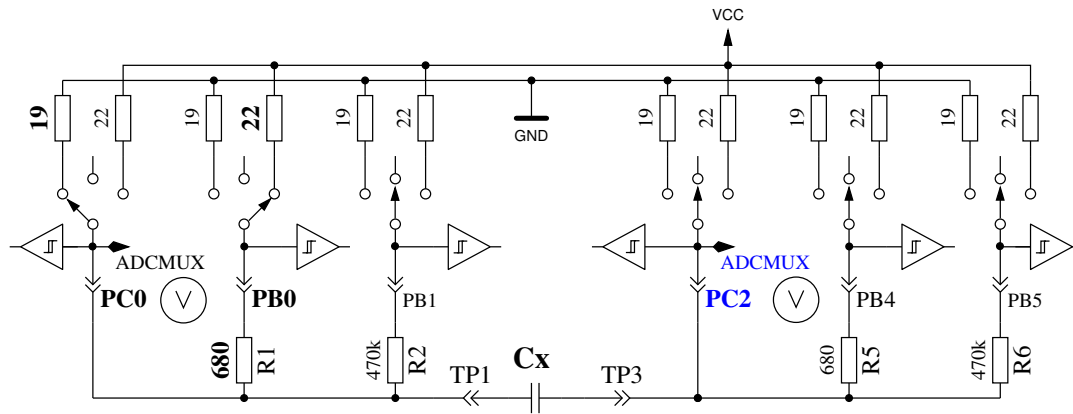 VCC
19
22
19
22
19
22
GND
19
22
19
22
19
22
ADCMUX
ADCMUX
PC0
V
PB0
PB1
PC2
V
PB4
PB5
680
R1
470k
R2
TP1
Cx
TP3
680
R5
470k
R6